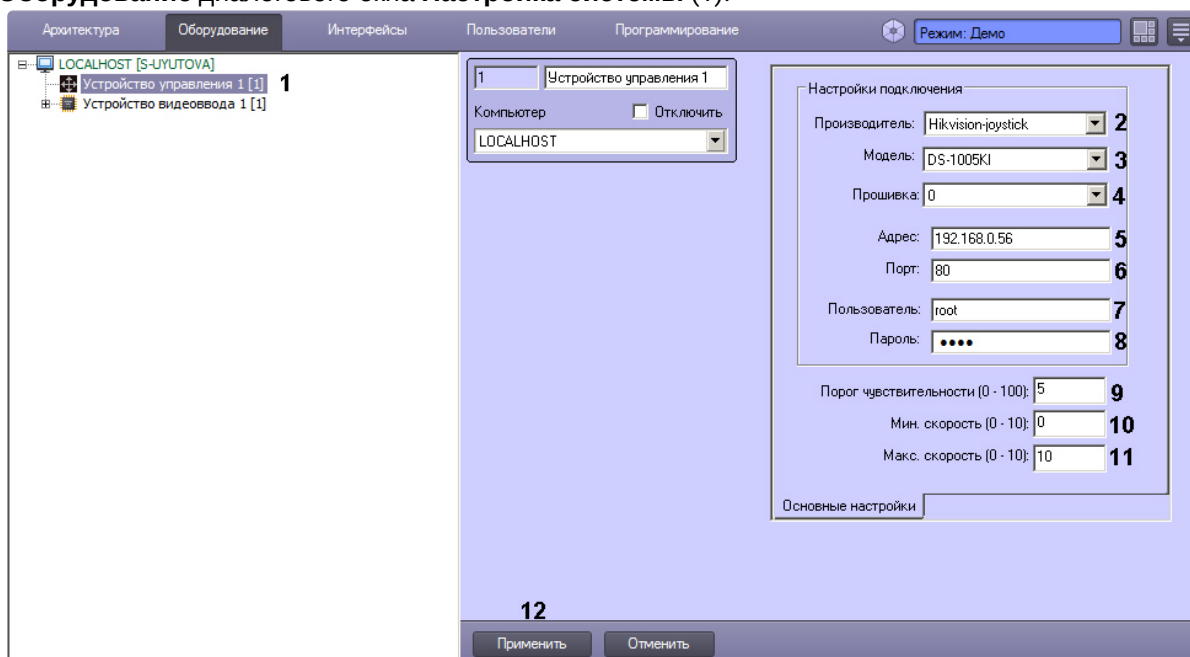 Оборудование диалогового окна Настройка системы (1).
Архитектура Оборудование Интерфейсы Пользователи Программирование Режим: Демо
LOCALHOST [S-UYUTOVA]
Устройство управления 1 [1] 1
Устройство видеоввода 1 [1]
1 Устройство управления 1
Компьютер Отключить
LOCALHOST
Настройки подключения
Производитель: Hikvision-joystick 2
Модель: DS-1005KI 3
Прошивка: 0 4
Адрес: 192.168.0.56 5
Порт: 80 6
Пользователь: root 7
Пароль: •••• 8
Порог чувствительности (0 - 100): 5 9
Мин. скорость (0 - 10): 0 10
Макс. скорость (0 - 10): 10 11
Основные настройки
12
Применить Отменить